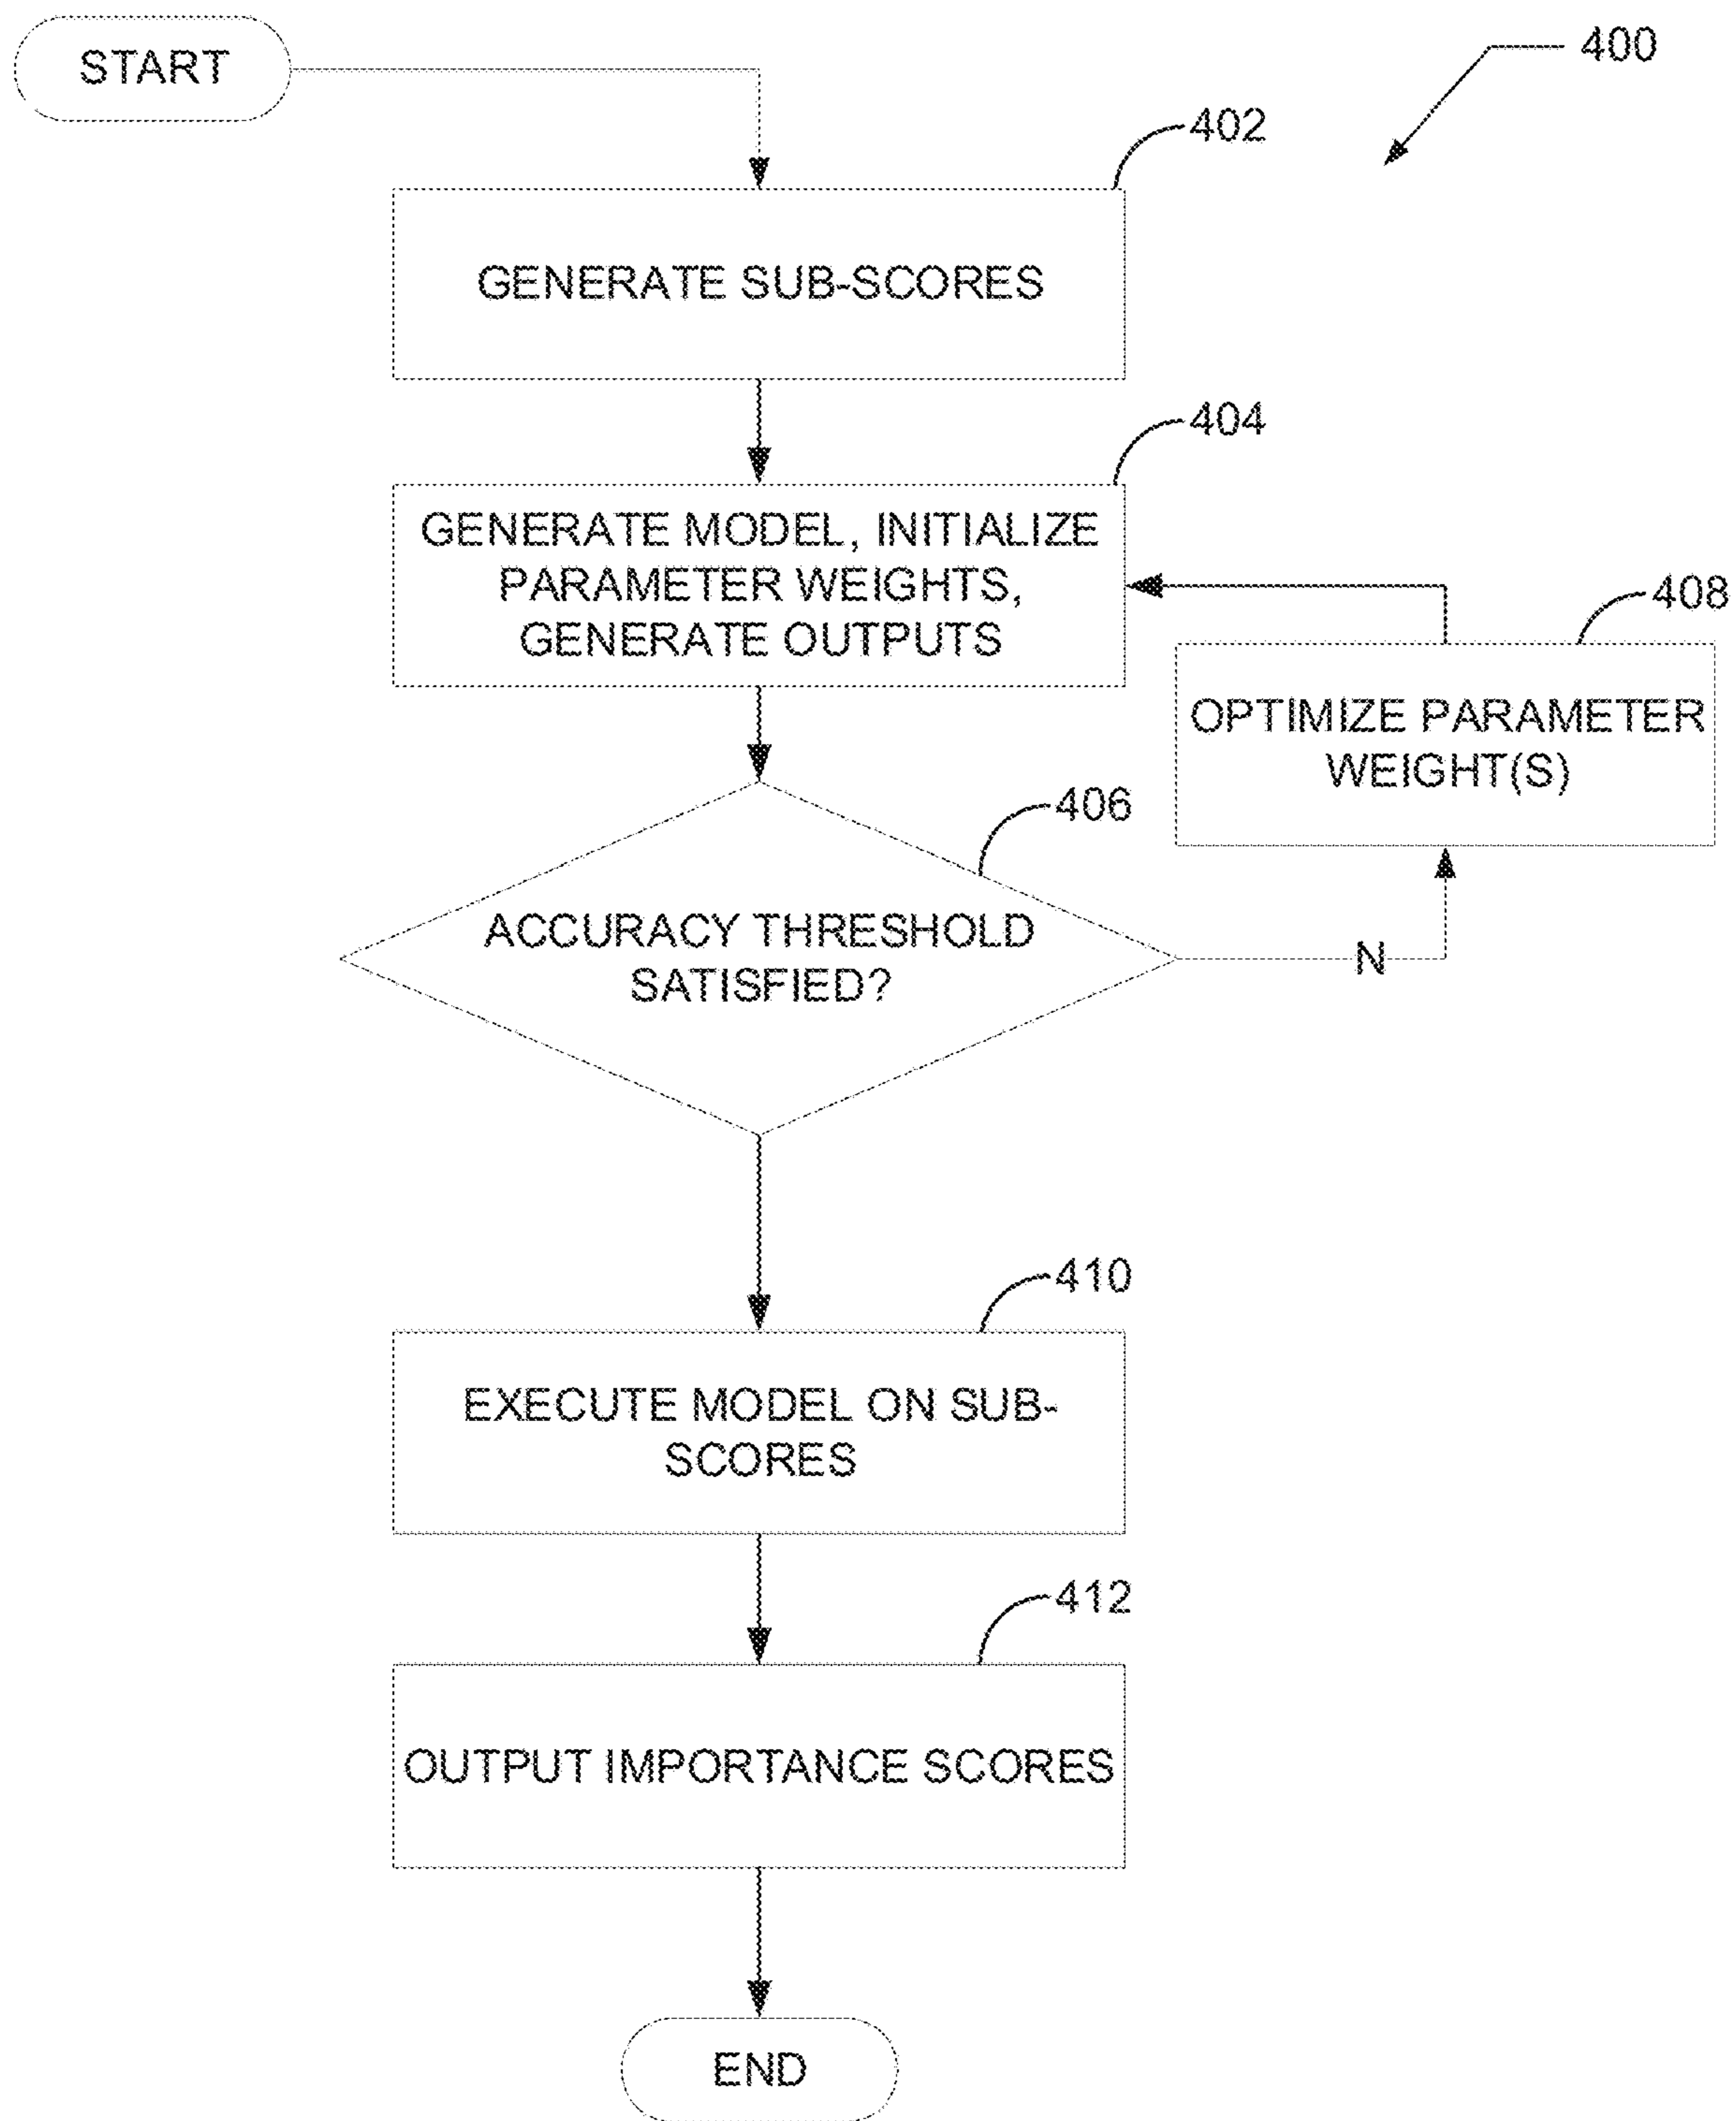 START
400
402
GENERATE SUB-SCORES
404
GENERATE MODEL, INITIALIZE
PARAMETER WEIGHTS,
GENERATE OUTPUTS
408
OPTIMIZE PARAMETER
WEIGHT(S)
406
ACCURACY THRESHOLD
SATISFIED?
N
410
EXECUTE MODEL ON SUB-
SCORES
412
OUTPUT IMPORTANCE SCORES
END